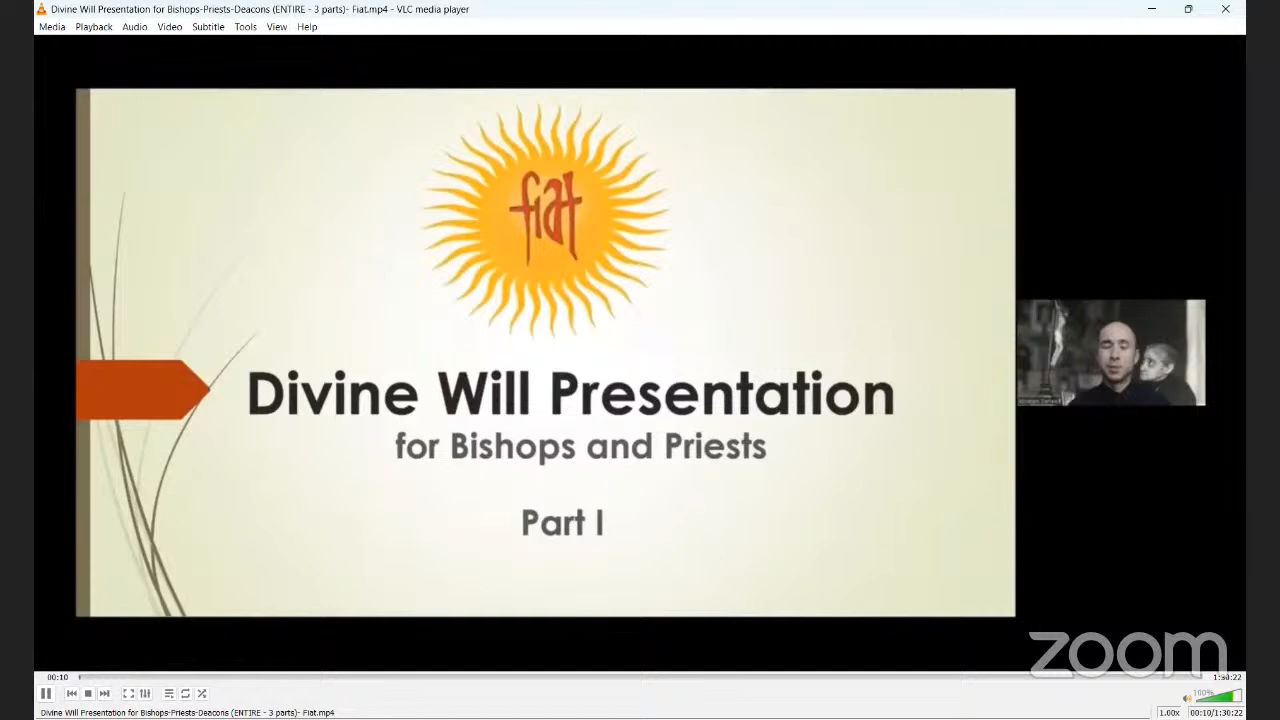 Divine Will Presentation for Bishops-Priests-Deacons (ENTIRE - 3 parts)- Fiat.mp4 - VLC media player
Media Playback Audio Video Subtitle Tools View Help
fiat
Divine Will Presentation
for Bishops and Priests
Part I
zoom
00:10
1:30:22
100%
Divine Will Presentation for Bishops-Priests-Deacons (ENTIRE - 3 parts)- Fiat.mp4
1.00x
00:10/1:30:22